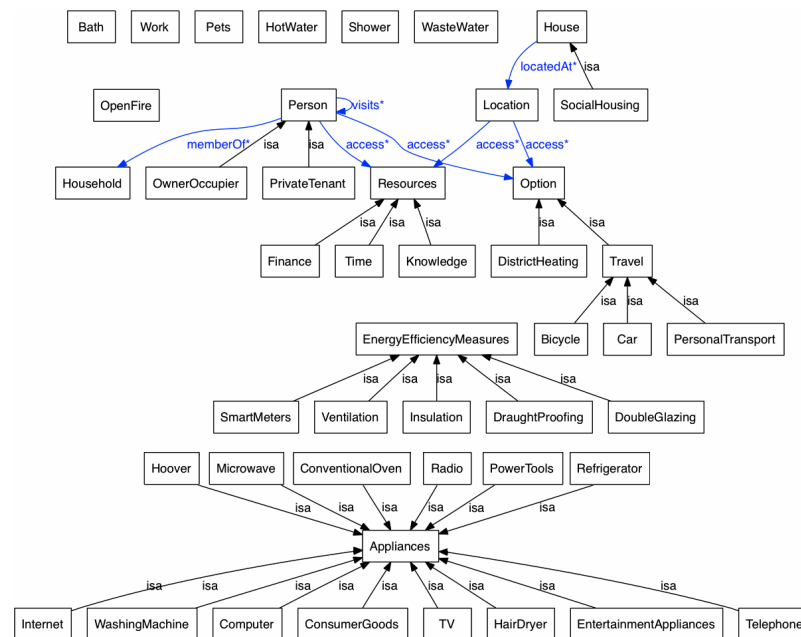 Bath Work Pets HotWater Shower WasteWater House
locatedAt* isa
OpenFire Person visits* Location SocialHousing
memberOf* isa isa access* access* access* access*
Household OwnerOccupier PrivateTenant Resources Option
isa isa isa isa isa
Finance Time Knowledge DistrictHeating Travel
isa isa isa
EnergyEfficiencyMeasures Bicycle Car PersonalTransport
isa isa isa isa isa
SmartMeters Ventilation Insulation DraughtProofing DoubleGlazing
Hoover Microwave ConventionalOven Radio PowerTools Refrigerator
isa isa isa isa isa isa
Appliances
isa isa isa isa isa isa isa isa
Internet WashingMachine Computer ConsumerGoods TV HairDryer EntertainmentAppliances Telephone